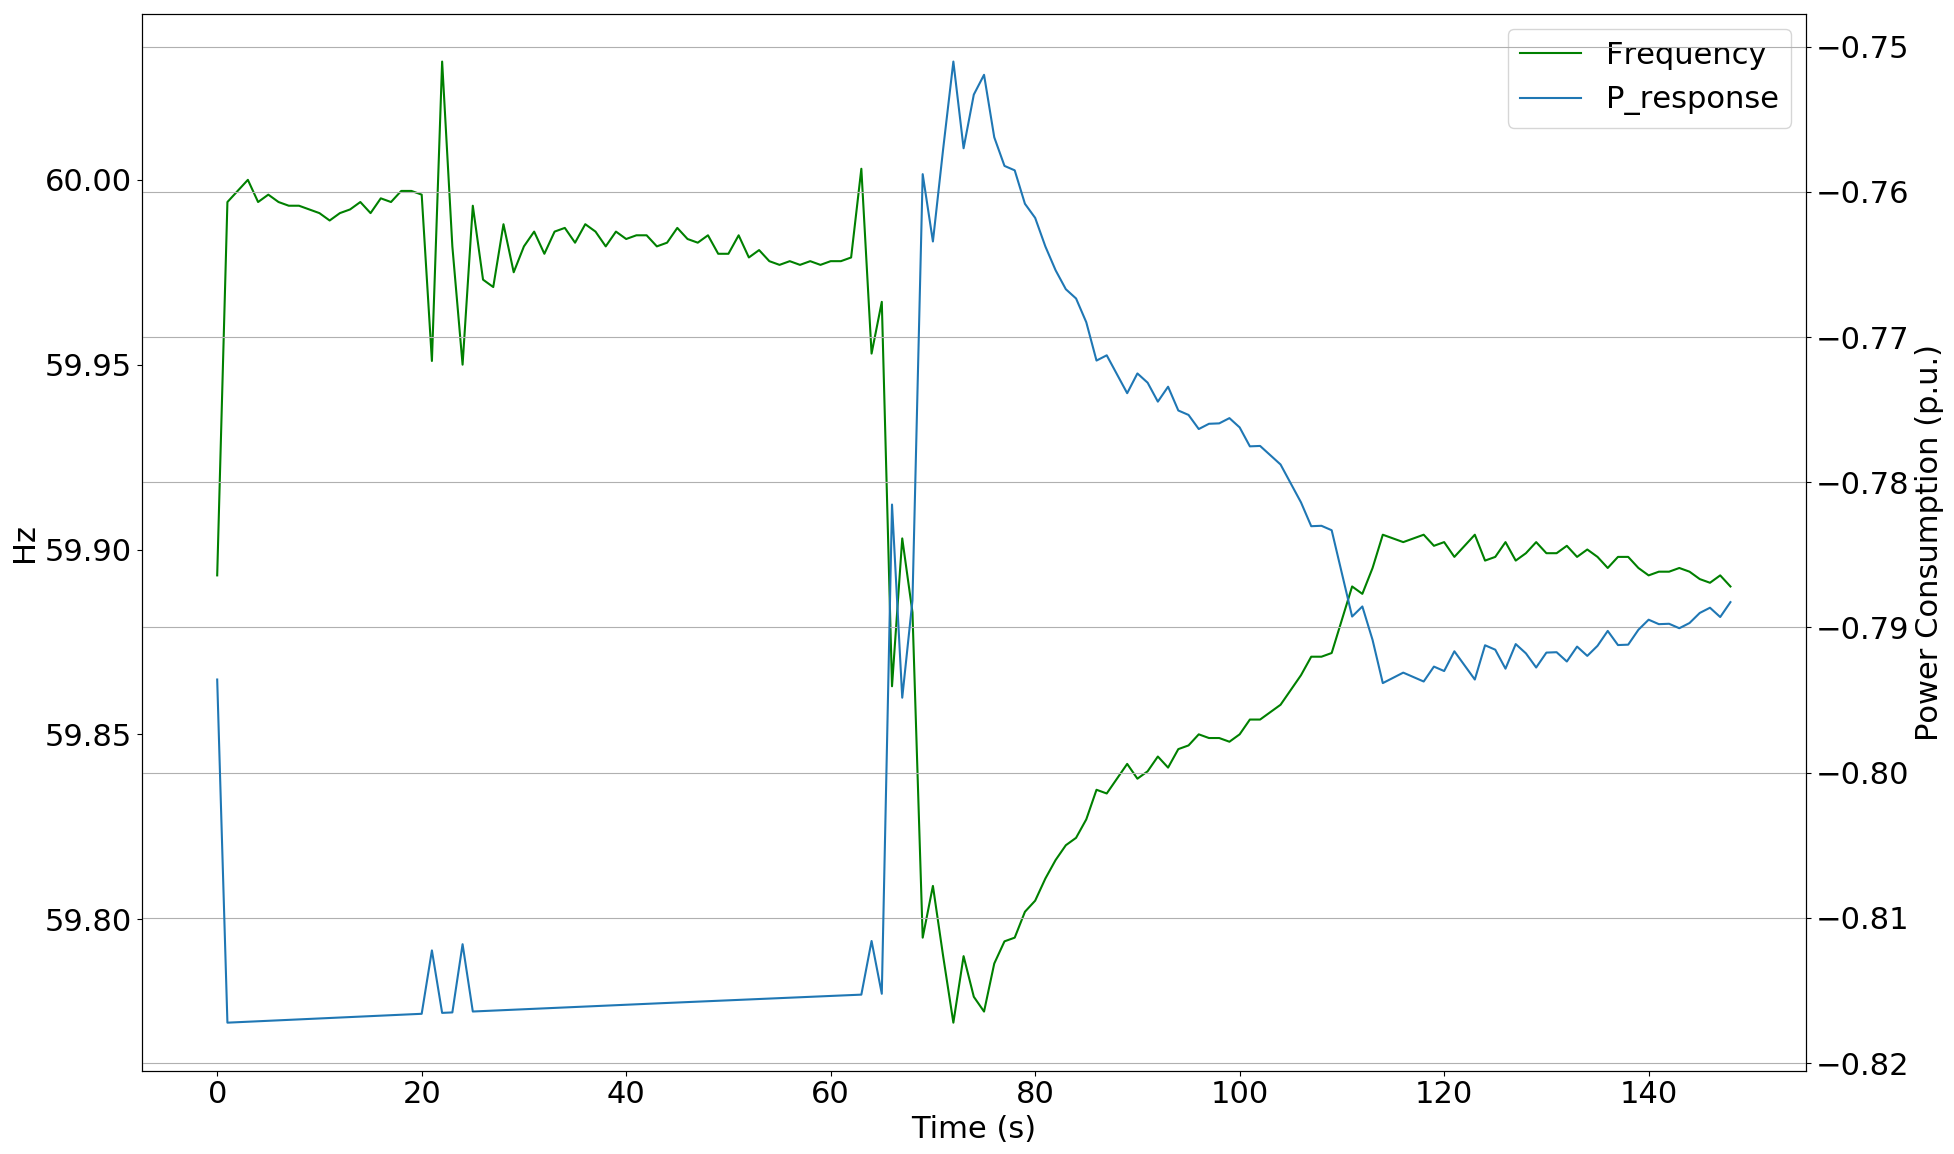 Frequency
P_response
60.00
59.95
59.90
59.85
59.80
Hz
−0.75
−0.76
−0.77
−0.78
−0.79
−0.80
−0.81
−0.82
Power Consumption (p.u.)
0 20 40 60 80 100 120 140
Time (s)